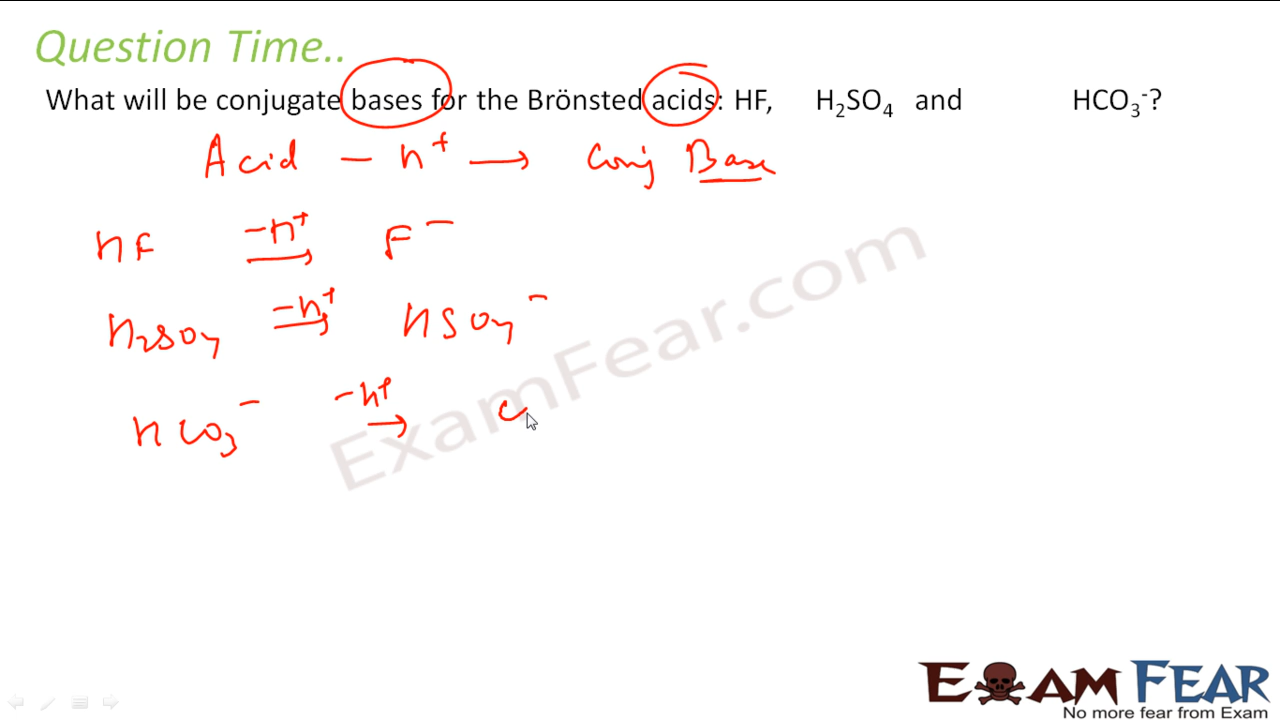 Question Time..
What will be conjugate bases for the Brönsted acids: HF, H₂SO₄ and HCO₃⁻?
Acid − H⁺ → Conj Base
HF −H⁺ → F⁻
H₂SO₄ −H⁺ → HSO₄⁻
HCO₃⁻ −H⁺ → C
ExamFear.com
EXAM FEAR
No more fear from Exam